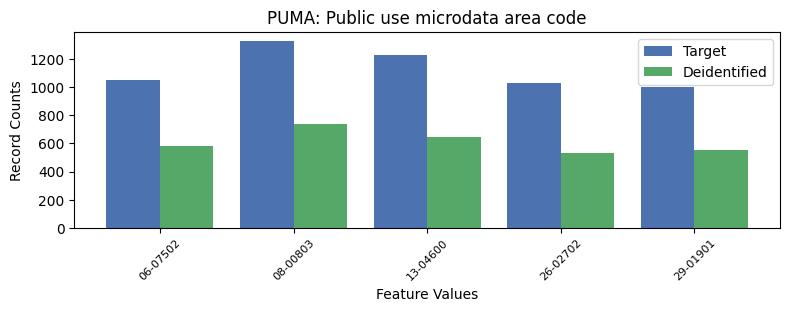 PUMA: Public use microdata area code
Target
Deidentified
Record Counts
1200
1000
800
600
400
200
0
06-07502
08-00803
13-04600
26-02702
29-01901
Feature Values